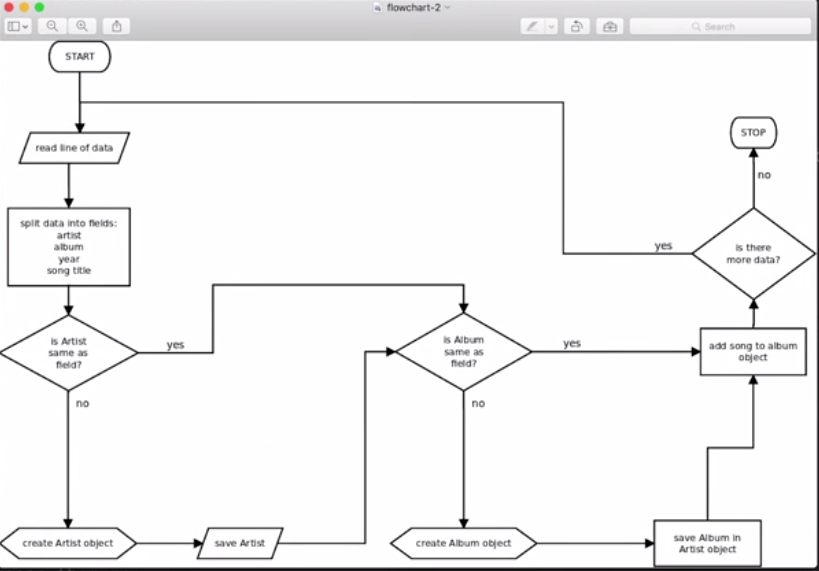 flowchart-2
Search
START
read line of data
split data into fields:
artist
album
year
song title
is Artist
same as
field?
yes
no
create Artist object
save Artist
is Album
same as
field?
yes
no
create Album object
save Album in
Artist object
add song to album
object
is there
more data?
yes
no
STOP